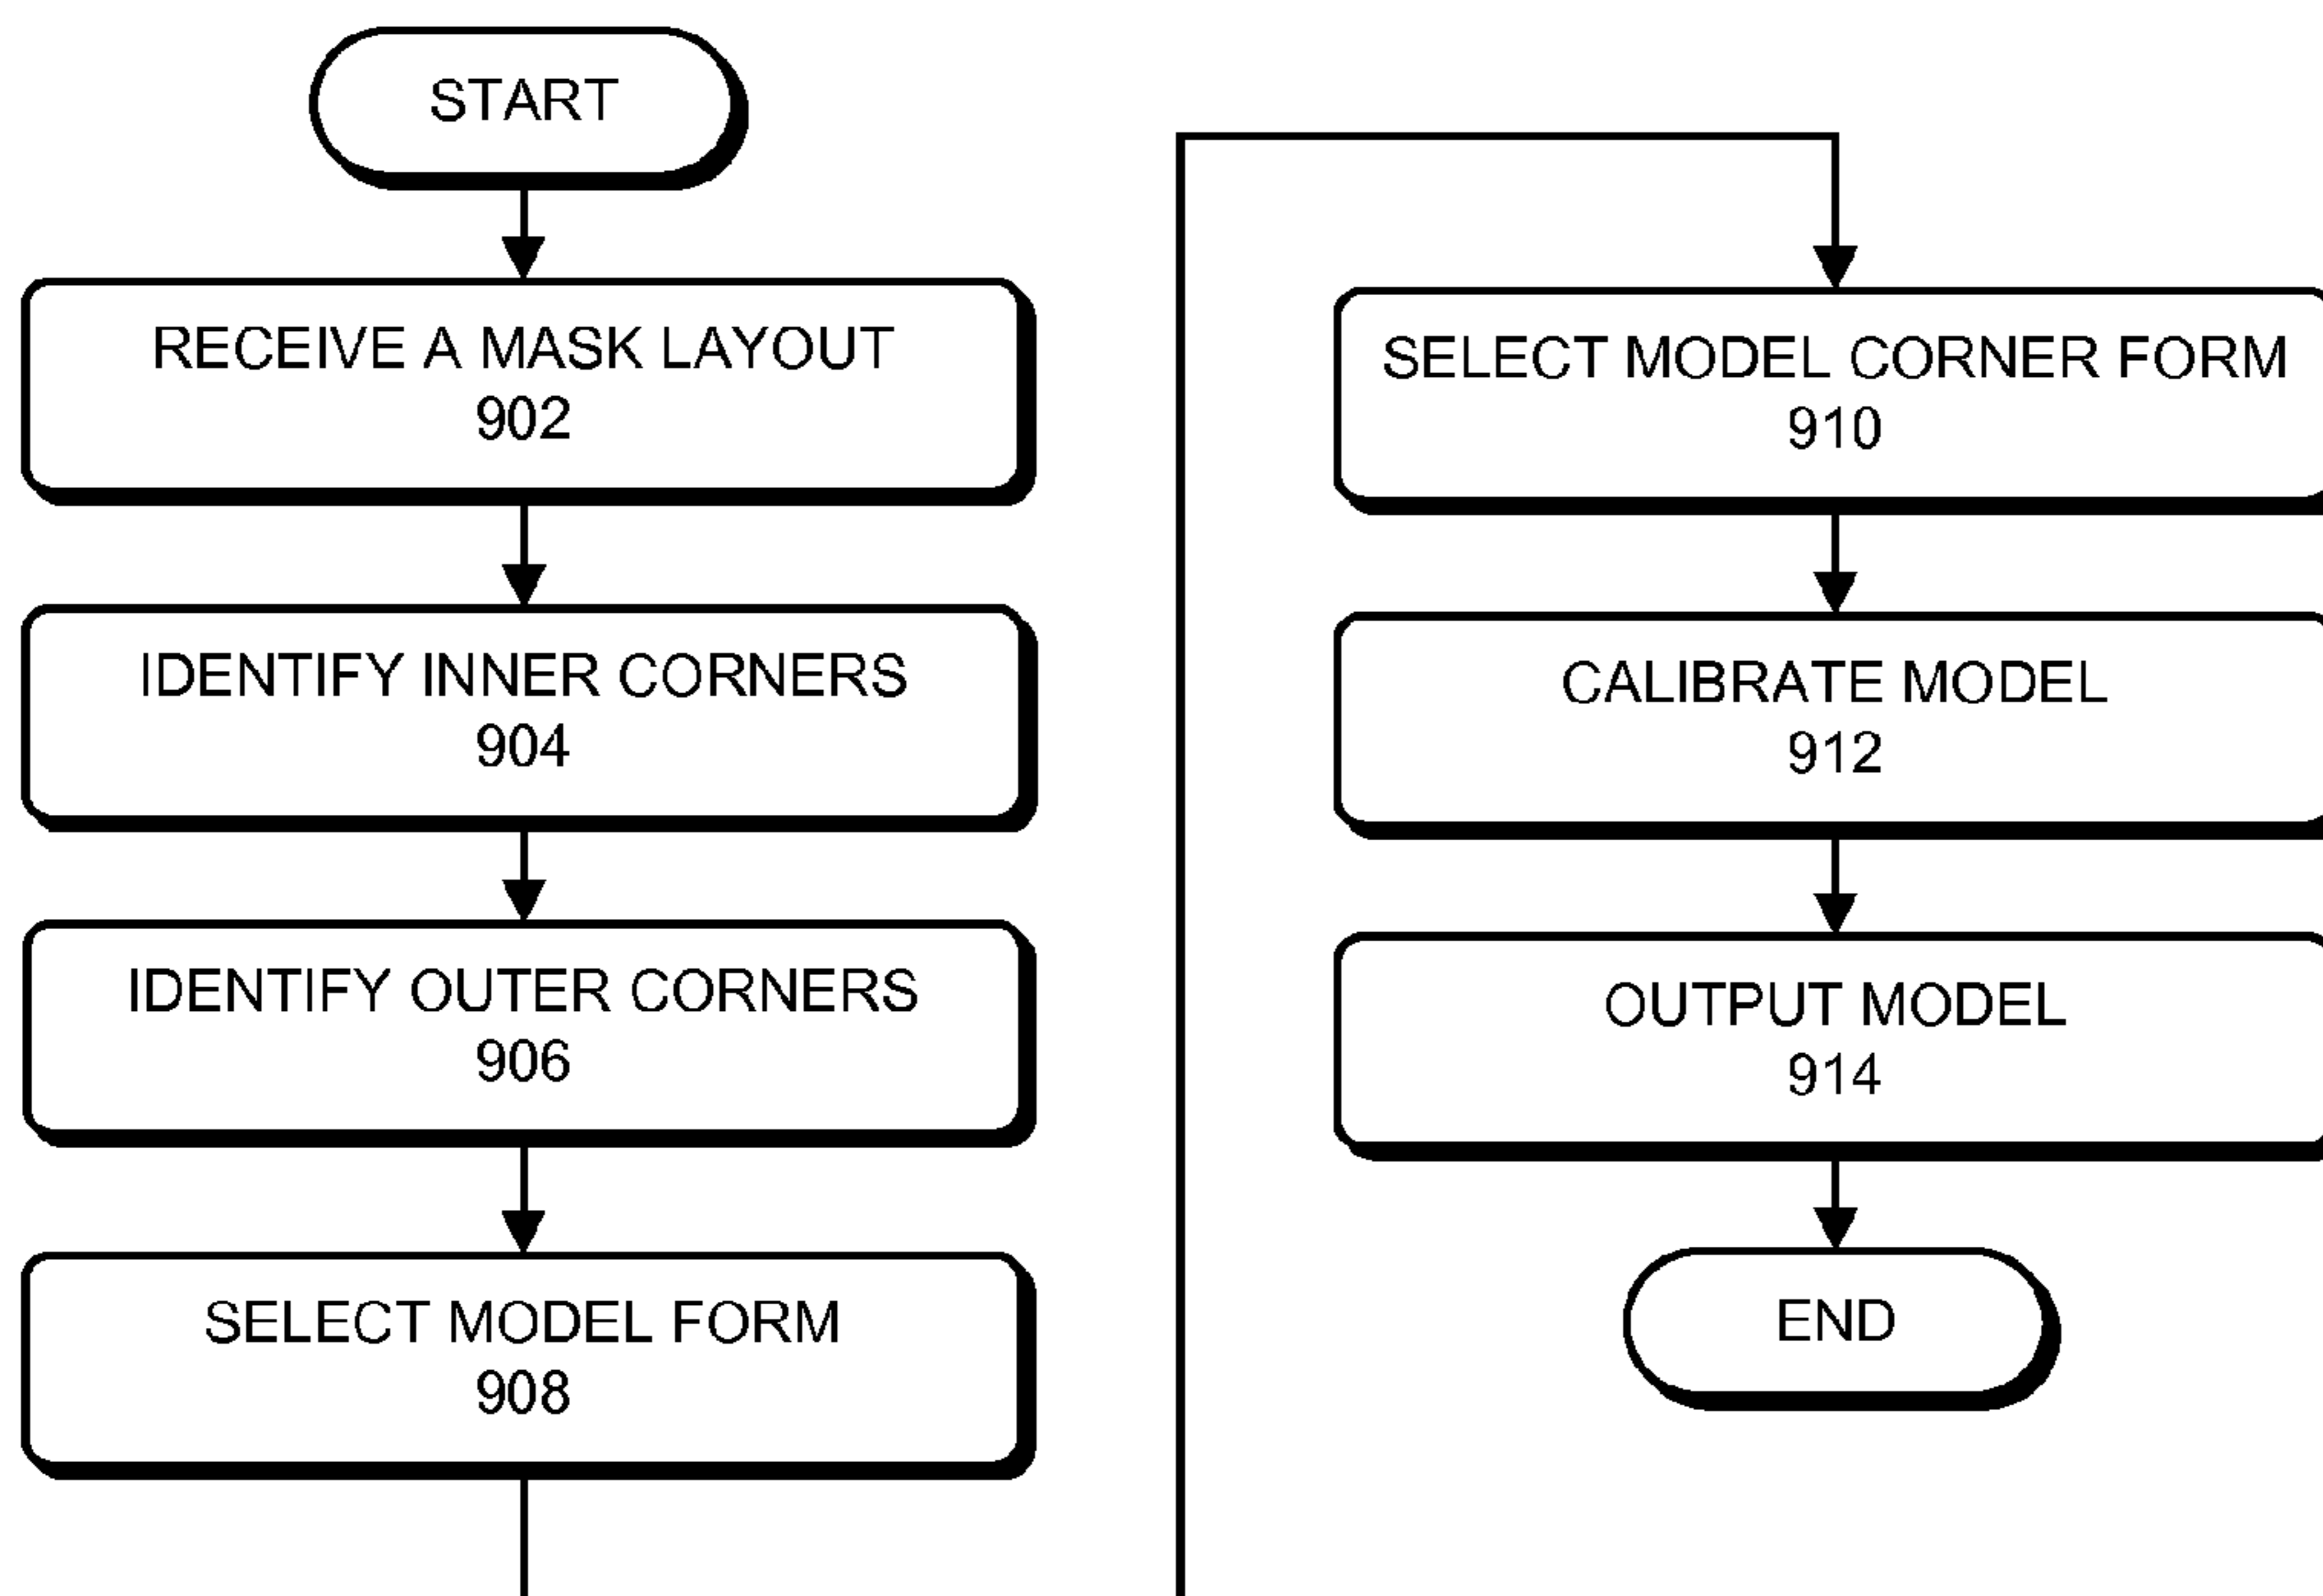 START
RECEIVE A MASK LAYOUT
902
IDENTIFY INNER CORNERS
904
IDENTIFY OUTER CORNERS
906
SELECT MODEL FORM
908
SELECT MODEL CORNER FORM
910
CALIBRATE MODEL
912
OUTPUT MODEL
914
END